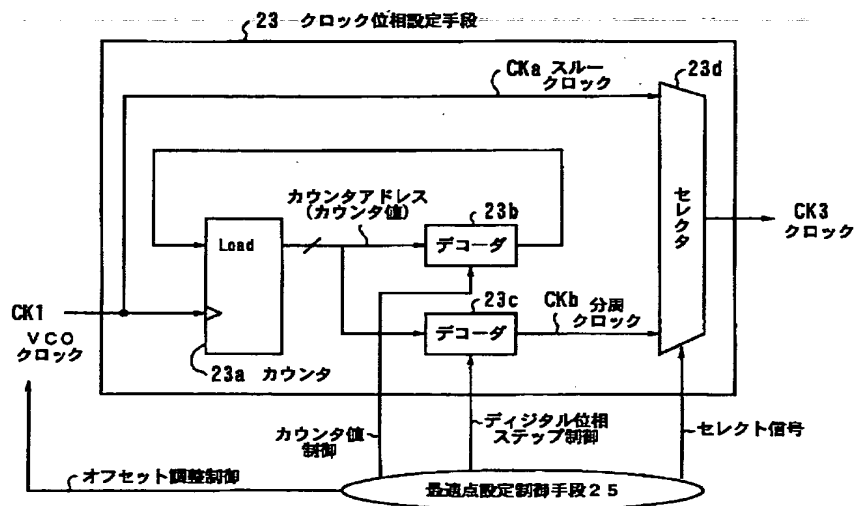 23 クロック位相設定手段
CKa スルー
クロック
23d
カウンタアドレス
(カウンタ値)
23b
Load
デコーダ
セレクタ
CK3
クロック
23c
CKb 分周
クロック
CK1
VCO
クロック
デコーダ
23a カウンタ
カウンタ値
制御
ディジタル位相
ステップ制御
セレクト信号
オフセット調整制御
最適点設定制御手段25